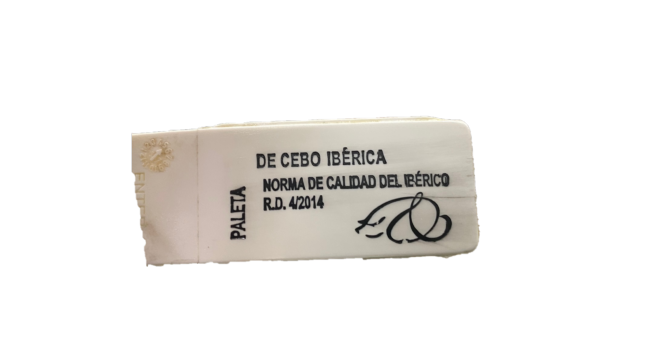 PALETA
DE CEBO IBÉRICA
NORMA DE CALIDAD DEL IBÉRICO
R.D. 4/2014